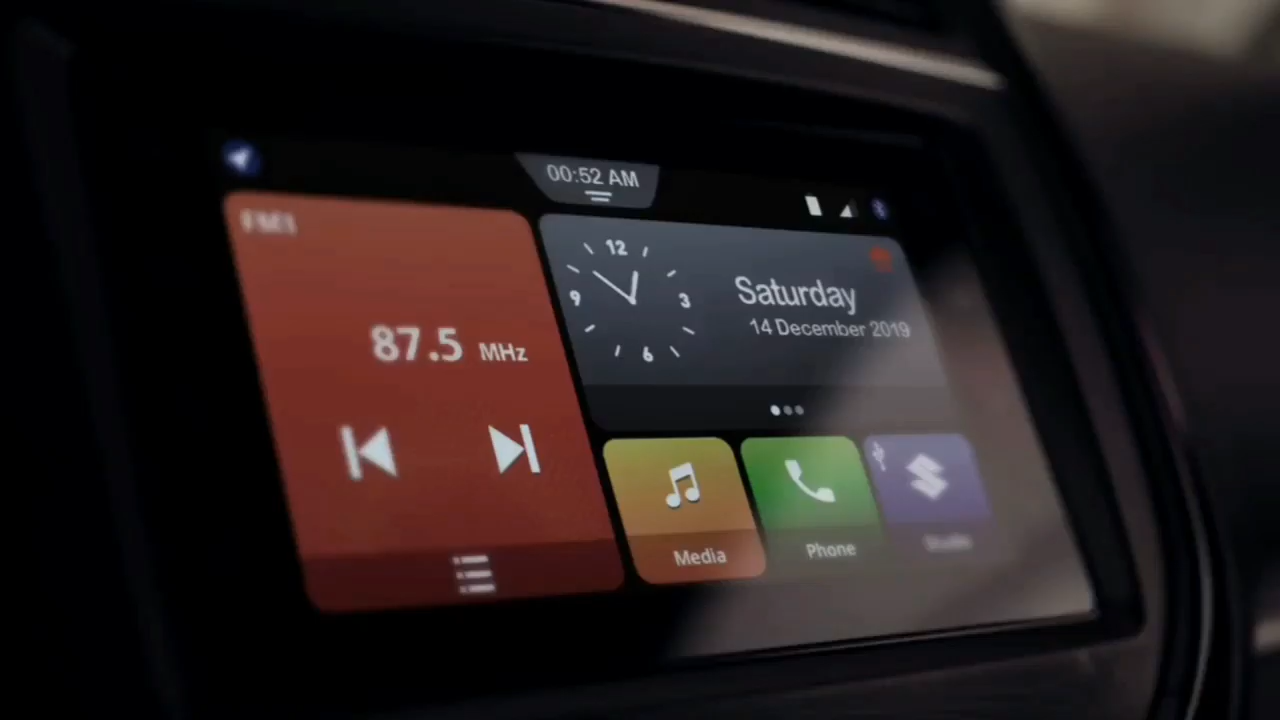 00:52 AM
FM1
87.5 MHz
12
9
3
6
Saturday
14 December 2019
Media
Phone